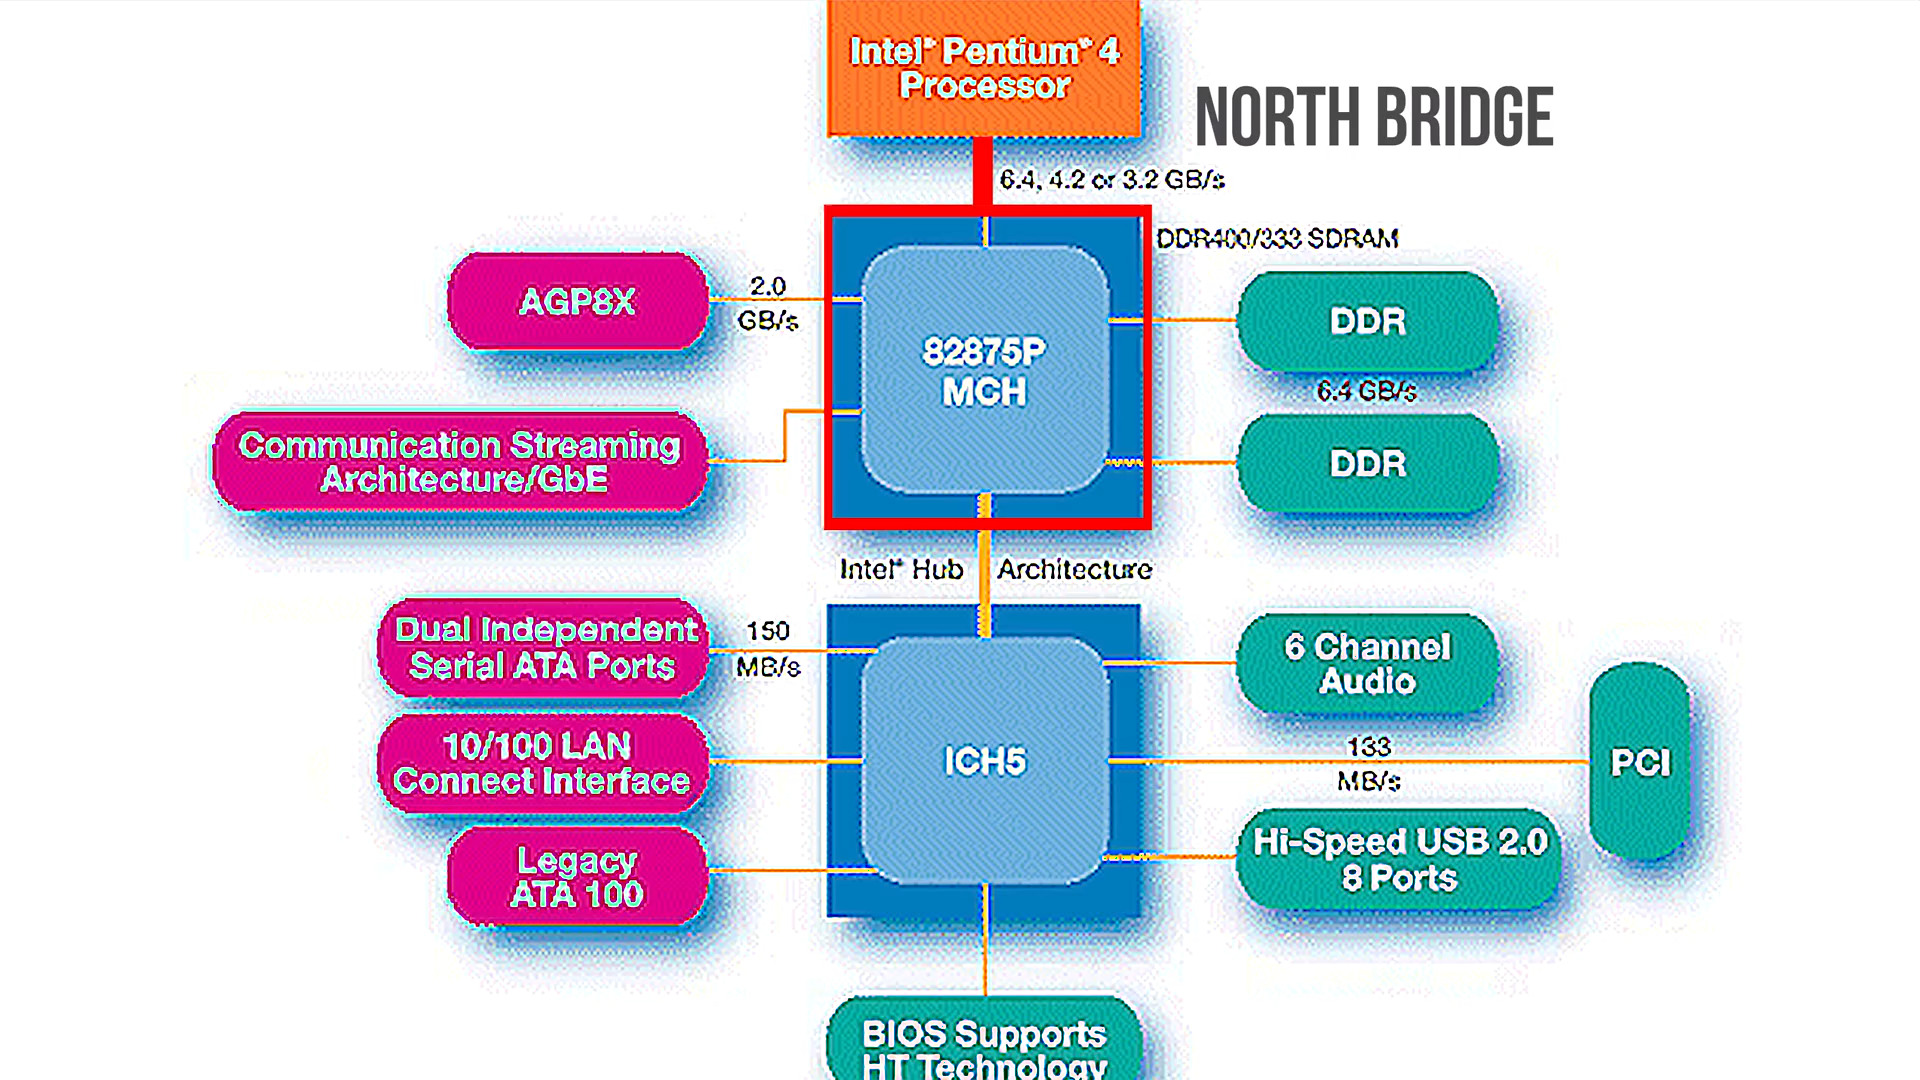 Intel® Pentium® 4
Processor
NORTH BRIDGE
6.4, 4.2 or 3.2 GB/s
DDR400/333 SDRAM
AGP8X
2.0
GB/s
82875P
MCH
DDR
6.4 GB/s
DDR
Communication Streaming
Architecture/GbE
Intel® Hub Architecture
Dual Independent
Serial ATA Ports
150
MB/s
6 Channel
Audio
10/100 LAN
Connect Interface
ICH5
133
MB/s
PCI
Legacy
ATA 100
Hi-Speed USB 2.0
8 Ports
BIOS Supports
HT Technology